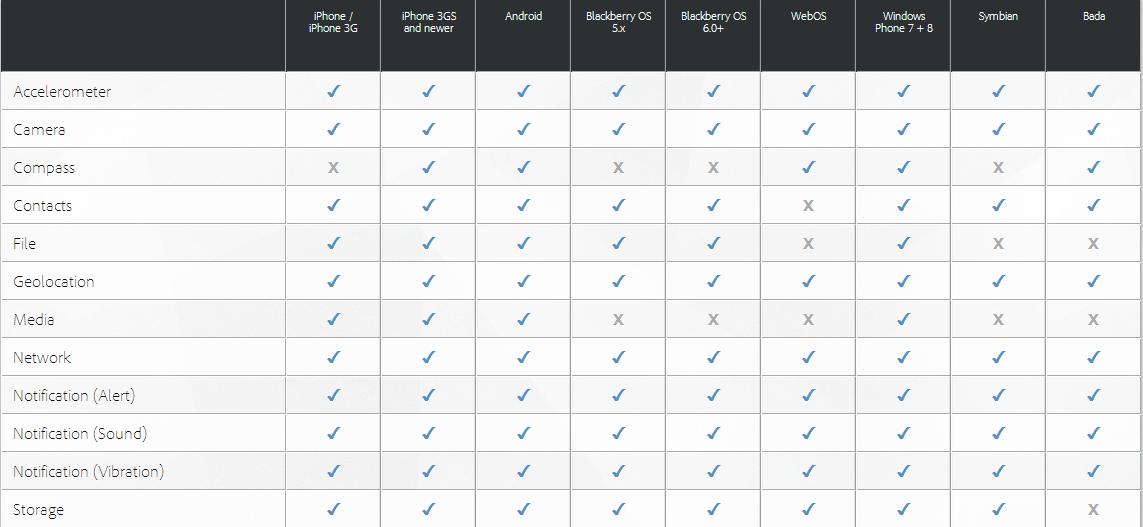 iPhone / iPhone 3GS Android Blackberry OS Blackberry OS WebOS Windows Symbian Bada
iPhone 3G and newer 5.x 6.0+ Phone 7 + 8
Accelerometer ✓ ✓ ✓ ✓ ✓ ✓ ✓ ✓ ✓
Camera ✓ ✓ ✓ ✓ ✓ ✓ ✓ ✓ ✓
Compass X ✓ ✓ X X ✓ ✓ X ✓
Contacts ✓ ✓ ✓ ✓ ✓ X ✓ ✓ ✓
File ✓ ✓ ✓ ✓ ✓ X ✓ X X
Geolocation ✓ ✓ ✓ ✓ ✓ ✓ ✓ ✓ ✓
Media ✓ ✓ ✓ X X X ✓ X X
Network ✓ ✓ ✓ ✓ ✓ ✓ ✓ ✓ ✓
Notification (Alert) ✓ ✓ ✓ ✓ ✓ ✓ ✓ ✓ ✓
Notification (Sound) ✓ ✓ ✓ ✓ ✓ ✓ ✓ ✓ ✓
Notification (Vibration) ✓ ✓ ✓ ✓ ✓ ✓ ✓ ✓ ✓
Storage ✓ ✓ ✓ ✓ ✓ ✓ ✓ ✓ X